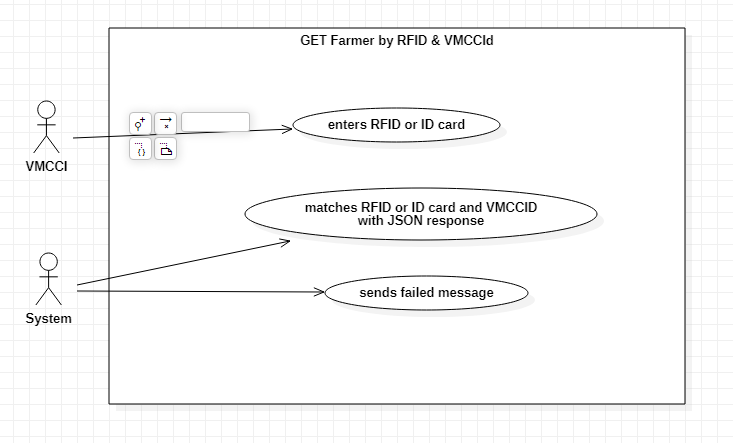 GET Farmer by RFID & VMCCId
enters RFID or ID card
VMCCI
matches RFID or ID card and VMCCID
with JSON response
sends failed message
System